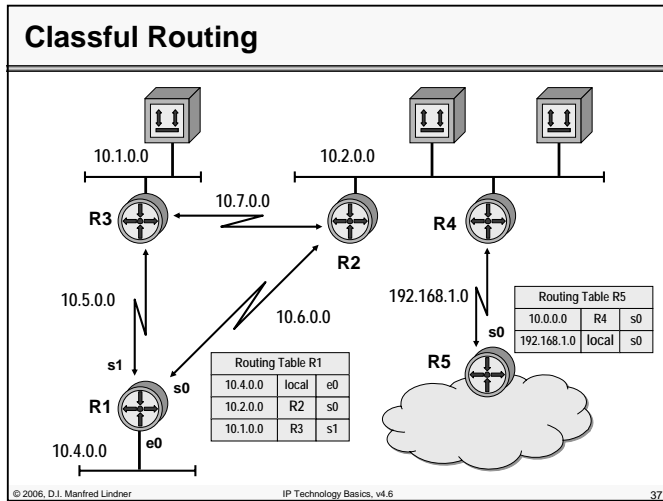 Classful Routing
10.1.0.0
10.2.0.0
R3
10.7.0.0
R2
R4
10.5.0.0
10.6.0.0
192.168.1.0
s0
R5
Routing Table R5
10.0.0.0 R4 s0
192.168.1.0 local s0
s1
s0
R1
e0
Routing Table R1
10.4.0.0 local e0
10.2.0.0 R2 s0
10.1.0.0 R3 s1
10.4.0.0
© 2006, D.I. Manfred Lindner
IP Technology Basics, v4.6
37